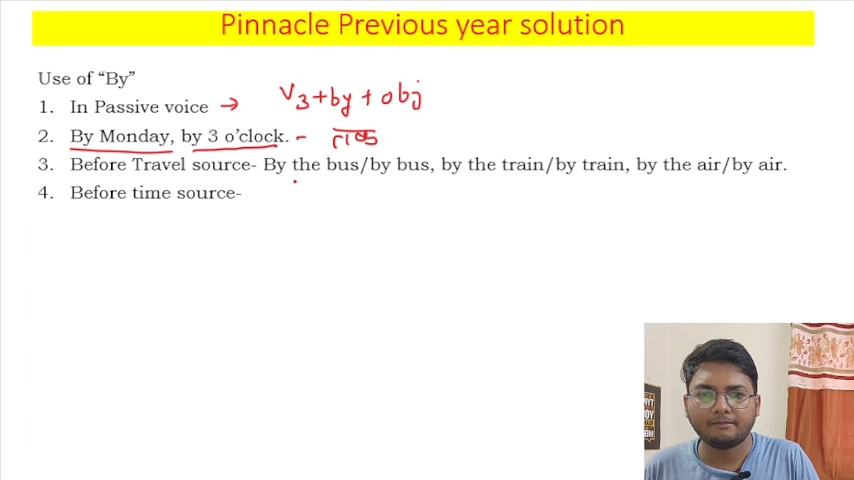 Pinnacle Previous year solution
Use of “By”
1. In Passive voice → V3+by + obj
2. By Monday, by 3 o’clock. -
3. Before Travel source- By the bus/by bus, by the train/by train, by the air/by air.
4. Before time source-